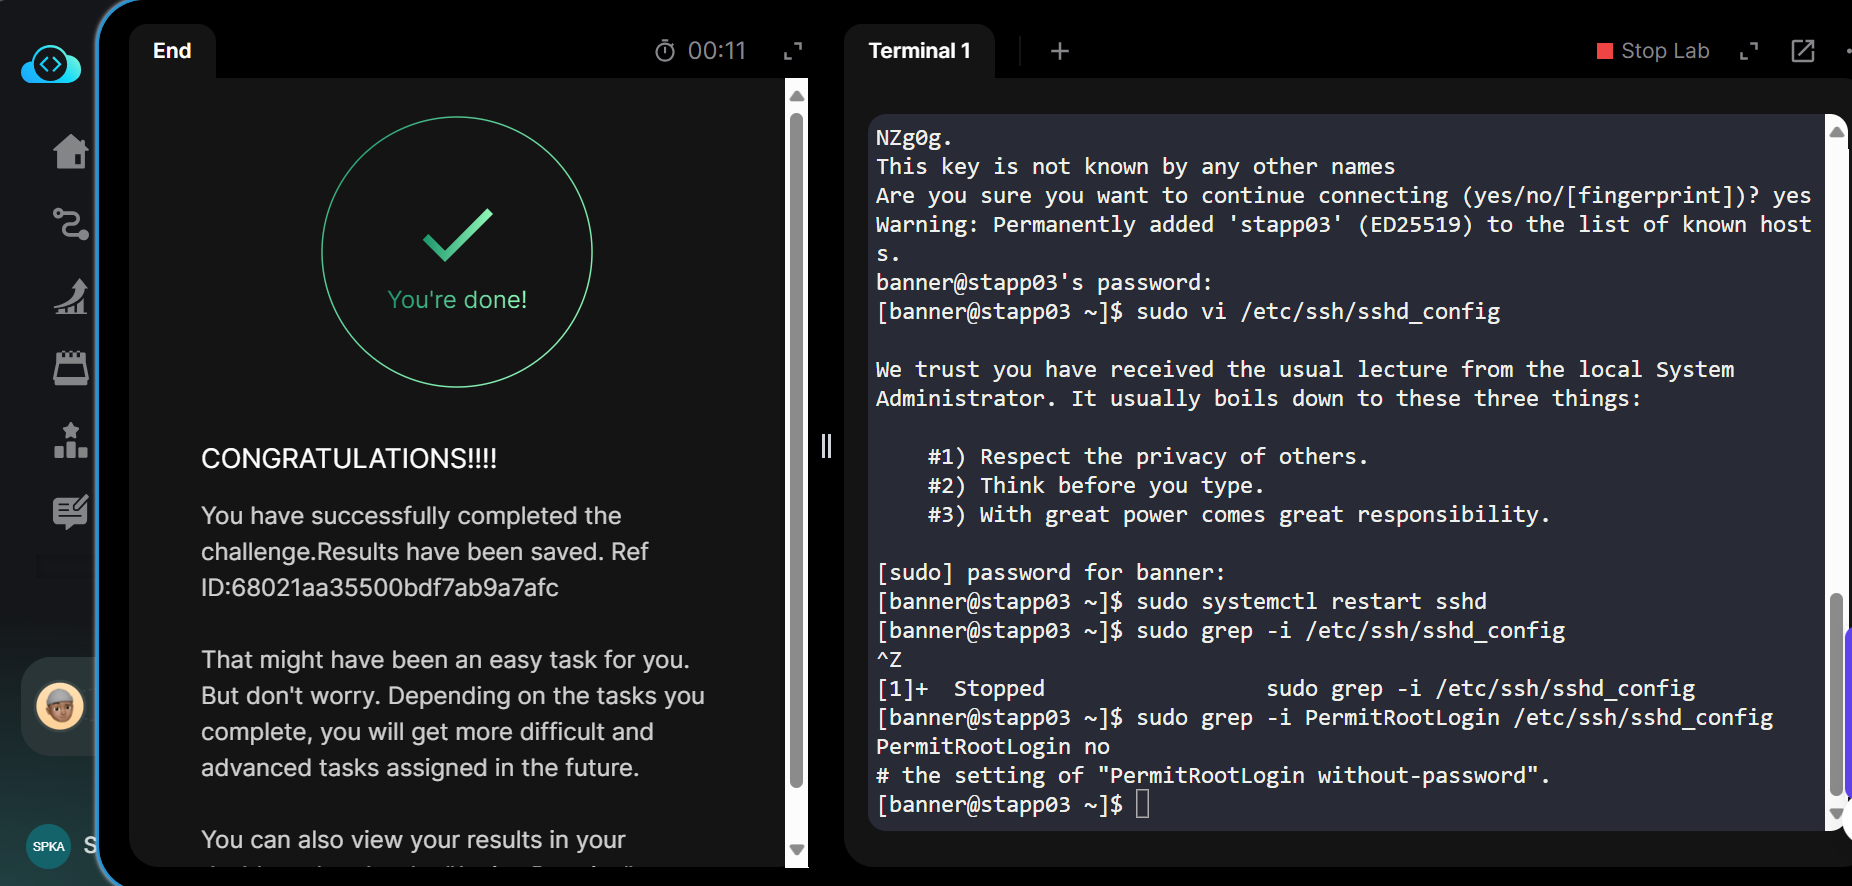 End
00:11
You're done!
CONGRATULATIONS!!!!
You have successfully completed the
challenge.Results have been saved. Ref
ID:68021aa35500bdf7ab9a7afc
That might have been an easy task for you.
But don't worry. Depending on the tasks you
complete, you will get more difficult and
advanced tasks assigned in the future.
You can also view your results in your
SPKA
S
Terminal 1
+
Stop Lab
NZg0g.
This key is not known by any other names
Are you sure you want to continue connecting (yes/no/[fingerprint])? yes
Warning: Permanently added 'stapp03' (ED25519) to the list of known host
s.
banner@stapp03's password:
[banner@stapp03 ~]$ sudo vi /etc/ssh/sshd_config
We trust you have received the usual lecture from the local System
Administrator. It usually boils down to these three things:
#1) Respect the privacy of others.
#2) Think before you type.
#3) With great power comes great responsibility.
[sudo] password for banner:
[banner@stapp03 ~]$ sudo systemctl restart sshd
[banner@stapp03 ~]$ sudo grep -i /etc/ssh/sshd_config
^Z
[1]+  Stopped                 sudo grep -i /etc/ssh/sshd_config
[banner@stapp03 ~]$ sudo grep -i PermitRootLogin /etc/ssh/sshd_config
PermitRootLogin no
# the setting of "PermitRootLogin without-password".
[banner@stapp03 ~]$